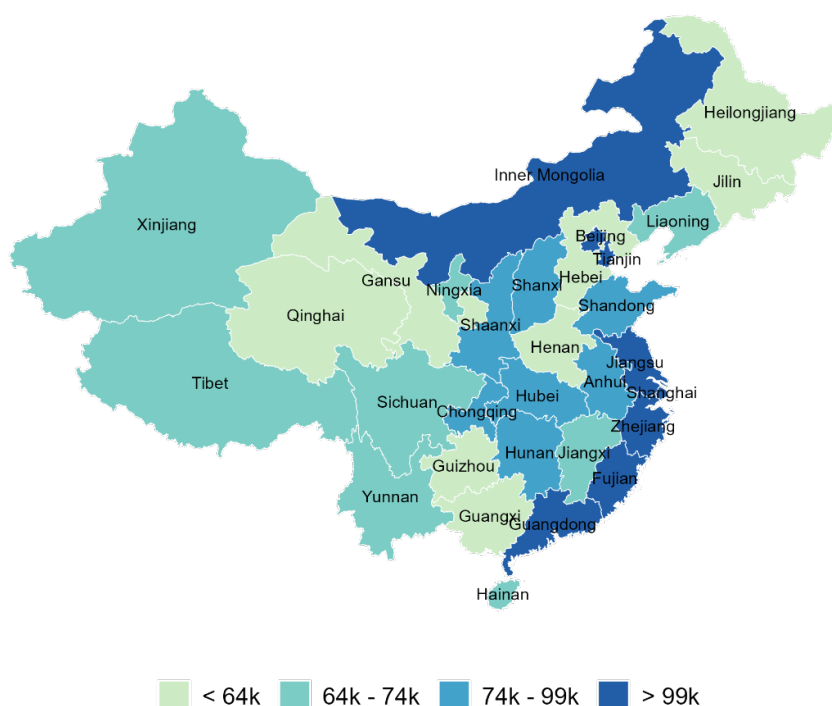 Heilongjiang
Inner Mongolia
Jilin
Xinjiang
Liaoning
Beijing
Tianjin
Gansu
Hebei
Ningxia
Shanxi
Shandong
Qinghai
Shaanxi
Henan
Jiangsu
Tibet
Anhui
Shanghai
Sichuan
Hubei
Chongqing
Zhejiang
Hunan
Jiangxi
Guizhou
Fujian
Yunnan
Guangxi
Guangdong
Hainan
< 64k 64k - 74k 74k - 99k > 99k